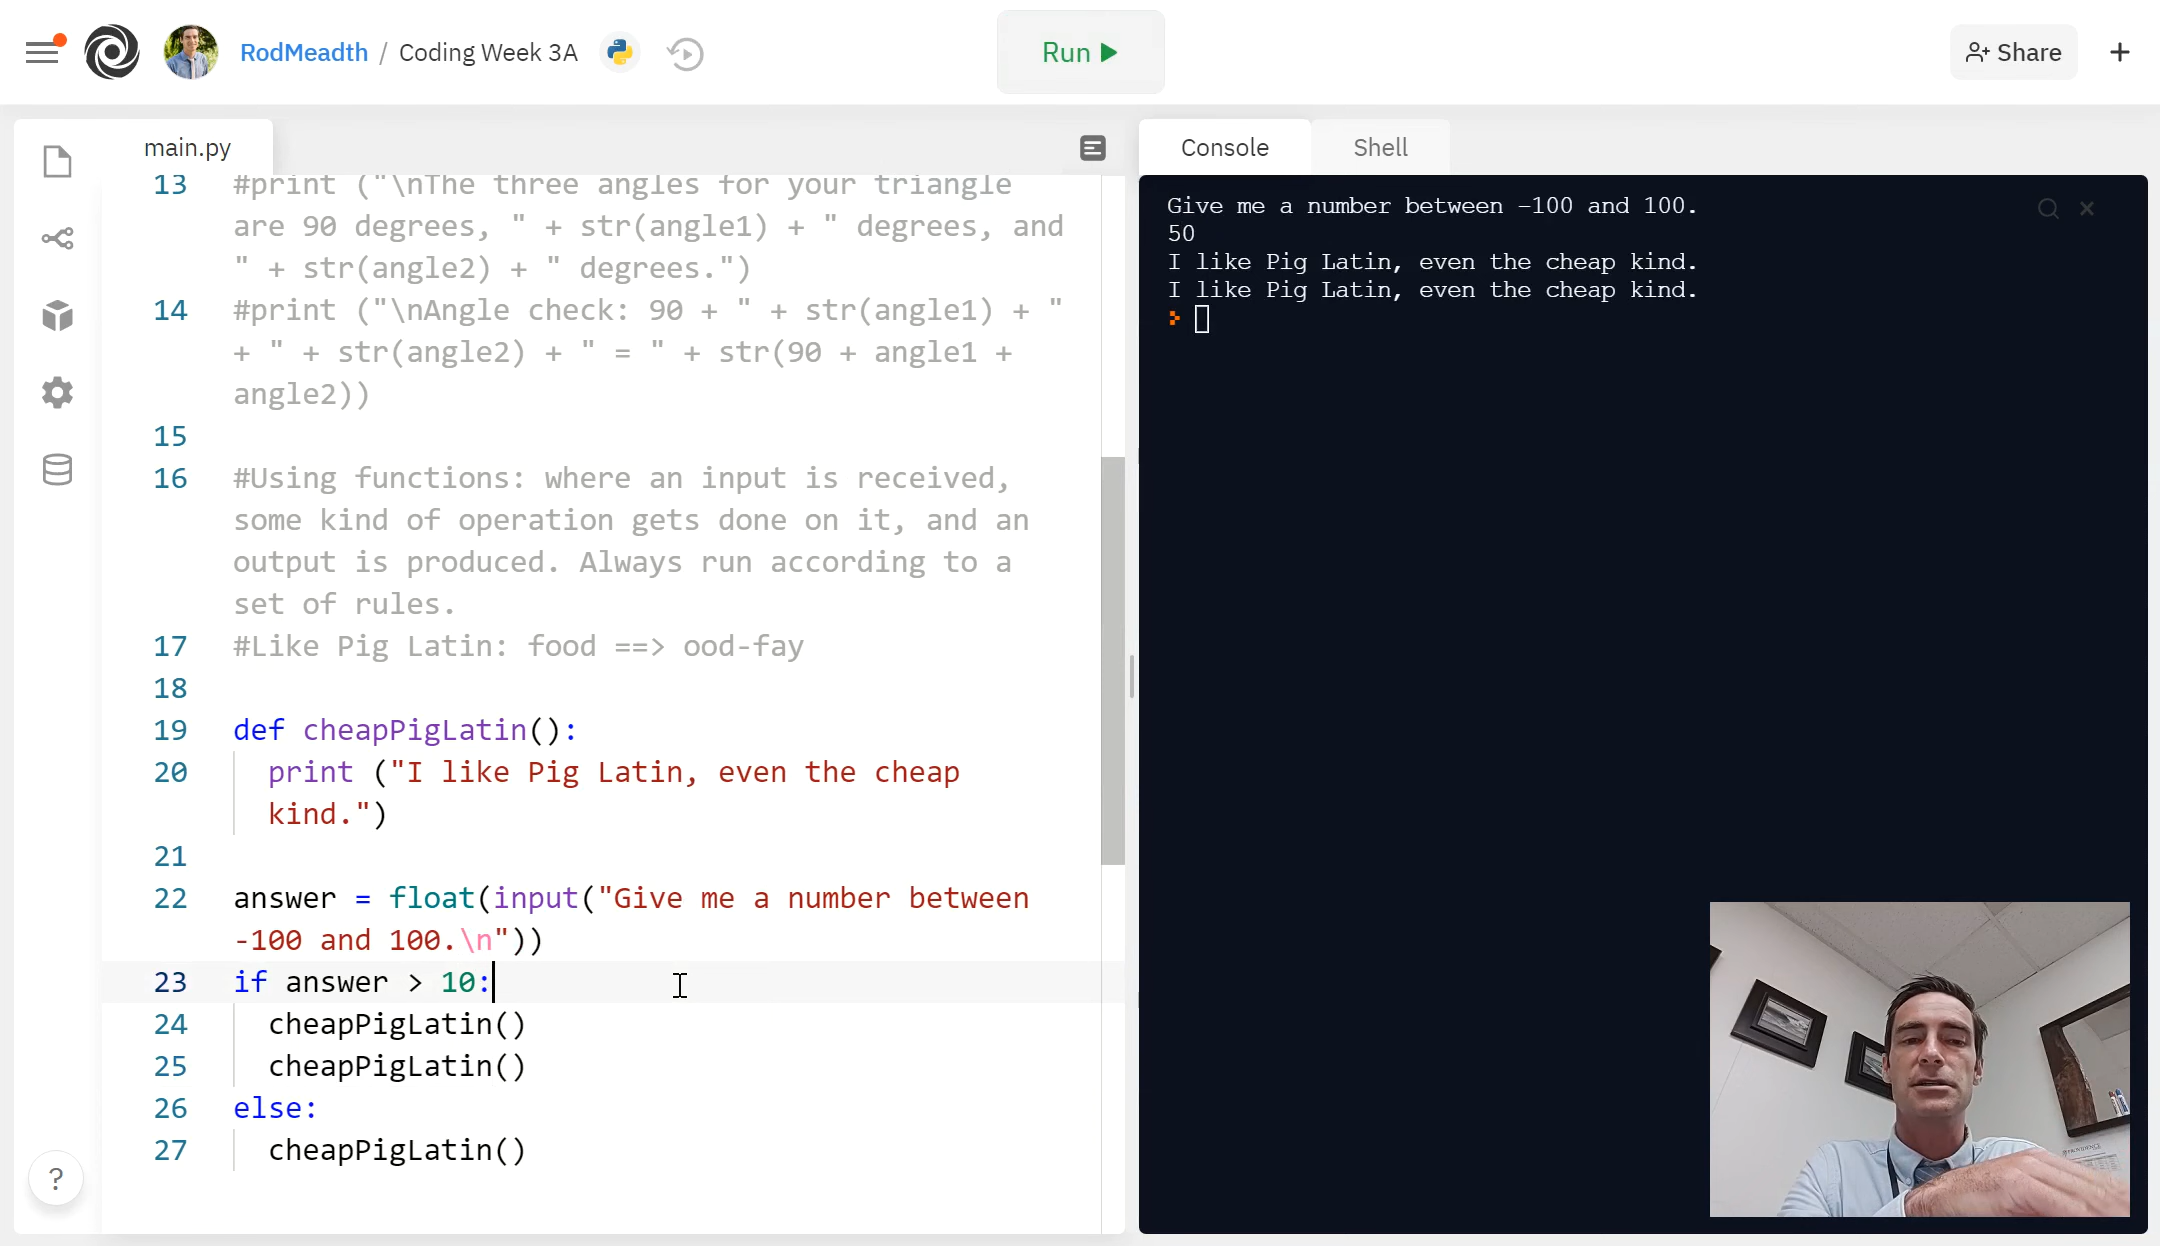 RodMeadth / Coding Week 3A
Run
Share
main.py
Console
Shell
13 #print ("\nThe three angles for your triangle
are 90 degrees, " + str(angle1) + " degrees, and
" + str(angle2) + " degrees.")
14 #print ("\nAngle check: 90 + " + str(angle1) + "
+ " + str(angle2) + " = " + str(90 + angle1 +
angle2))
15
16 #Using functions: where an input is received,
some kind of operation gets done on it, and an
output is produced. Always run according to a
set of rules.
17 #Like Pig Latin: food ==> ood-fay
18
19 def cheapPigLatin():
20 print ("I like Pig Latin, even the cheap
kind.")
21
22 answer = float(input("Give me a number between
-100 and 100.\n"))
23 if answer > 10:
24 cheapPigLatin()
25 cheapPigLatin()
26 else:
27 cheapPigLatin()
?
Give me a number between -100 and 100.
50
I like Pig Latin, even the cheap kind.
I like Pig Latin, even the cheap kind.
PROVIDENCE